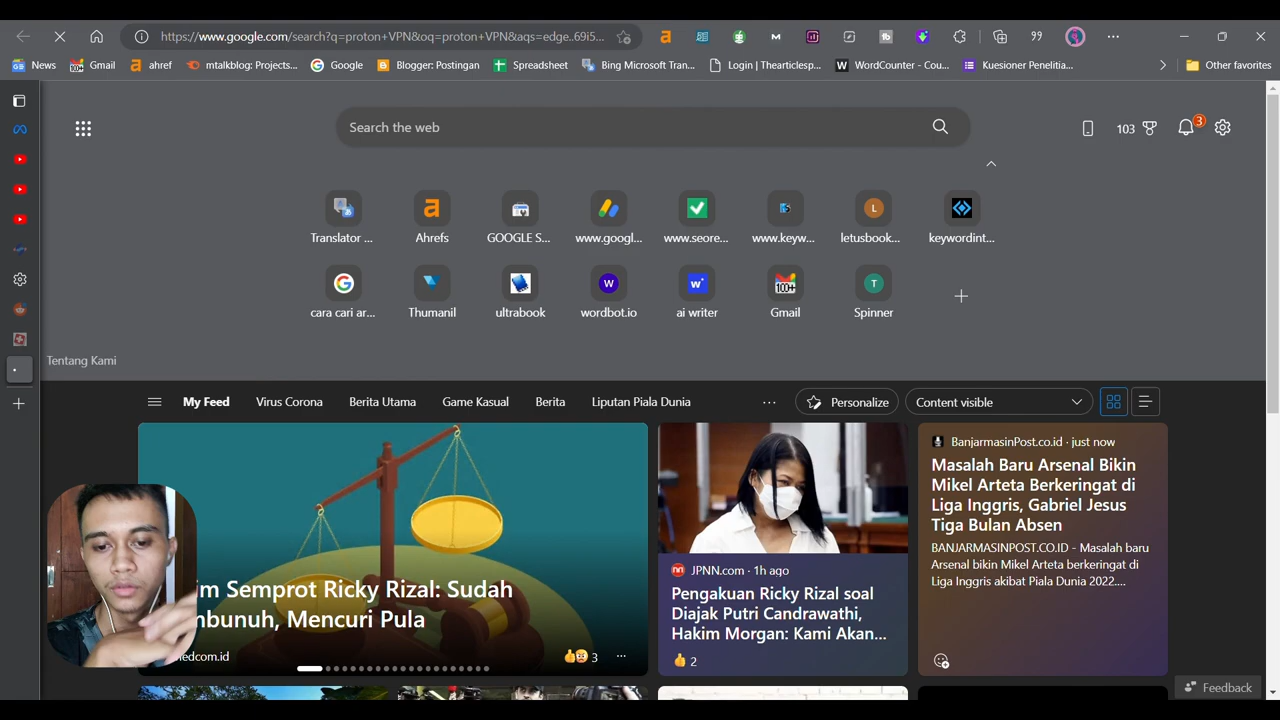 https://www.google.com/search?q=proton+VPN&oq=proton+VPN&aqs=edge..69i5...
News
Gmail
ahref
mtalkblog: Projects...
Google
Blogger: Postingan
Spreadsheet
Bing Microsoft Tran...
Login | Thearticlesp...
WordCounter - Cou...
Kuesioner Penelitia...
Other favorites
Search the web
103
3
Translator ...
Ahrefs
GOOGLE S...
www.googl...
www.seore...
www.keyw...
L
letusbook...
keywordint...
cara cari ar...
Thumanil
ultrabook
W
wordbot.io
w
ai writer
100+
Gmail
T
Spinner
Tentang Kami
My Feed
Virus Corona
Berita Utama
Game Kasual
Berita
Liputan Piala Dunia
...
Personalize
Content visible
Semprot Ricky Rizal: Sudah
Mencuri Pula
3
JPNN.com · 1h ago
Pengakuan Ricky Rizal soal
Diajak Putri Candrawathi,
Hakim Morgan: Kami Akan...
2
BanjarmasinPost.co.id · just now
Masalah Baru Arsenal Bikin
Mikel Arteta Berkeringat di
Liga Inggris, Gabriel Jesus
Tiga Bulan Absen
BANJARMASINPOST.CO.ID - Masalah baru
Arsenal bikin Mikel Arteta berkeringat di
Liga Inggris akibat Piala Dunia 2022....
Feedback